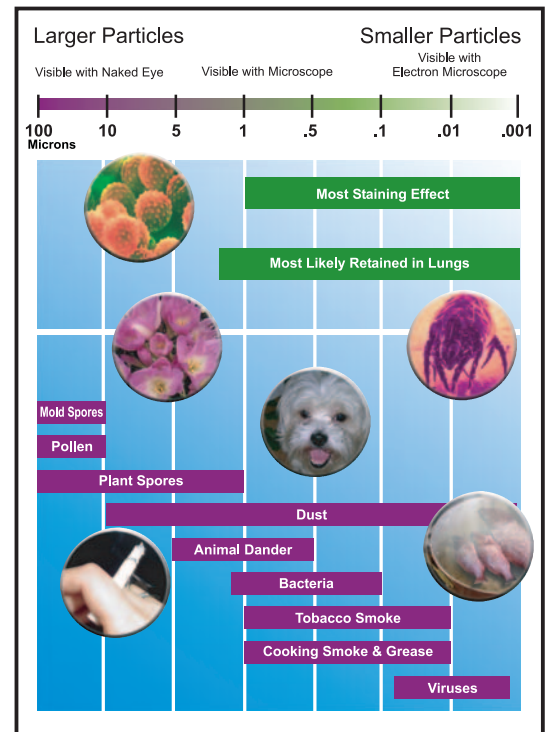 Larger Particles
Smaller Particles
Visible with Naked Eye
Visible with Microscope
Visible with
Electron Microscope
100
10
5
1
.5
.1
.01
.001
Microns
Most Staining Effect
Most Likely Retained in Lungs
Mold Spores
Pollen
Plant Spores
Dust
Animal Dander
Bacteria
Tobacco Smoke
Cooking Smoke & Grease
Viruses